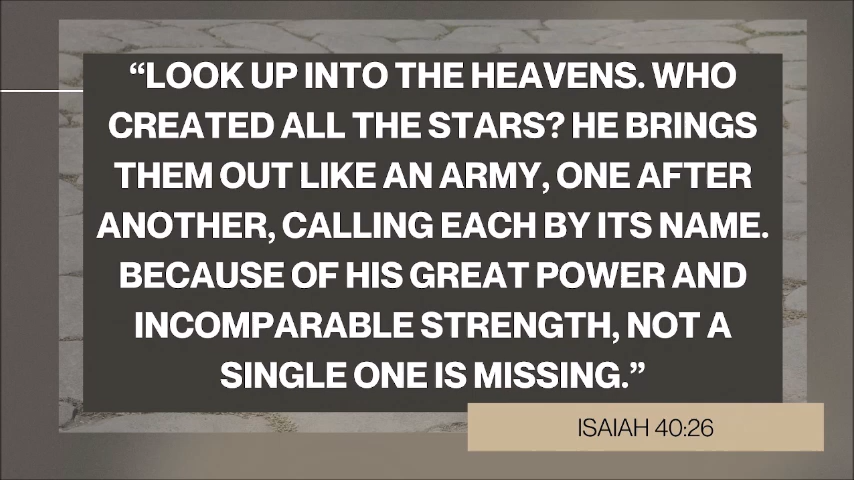 “LOOK UP INTO THE HEAVENS. WHO
CREATED ALL THE STARS? HE BRINGS
THEM OUT LIKE AN ARMY, ONE AFTER
ANOTHER, CALLING EACH BY ITS NAME.
BECAUSE OF HIS GREAT POWER AND
INCOMPARABLE STRENGTH, NOT A
SINGLE ONE IS MISSING.”
ISAIAH 40:26